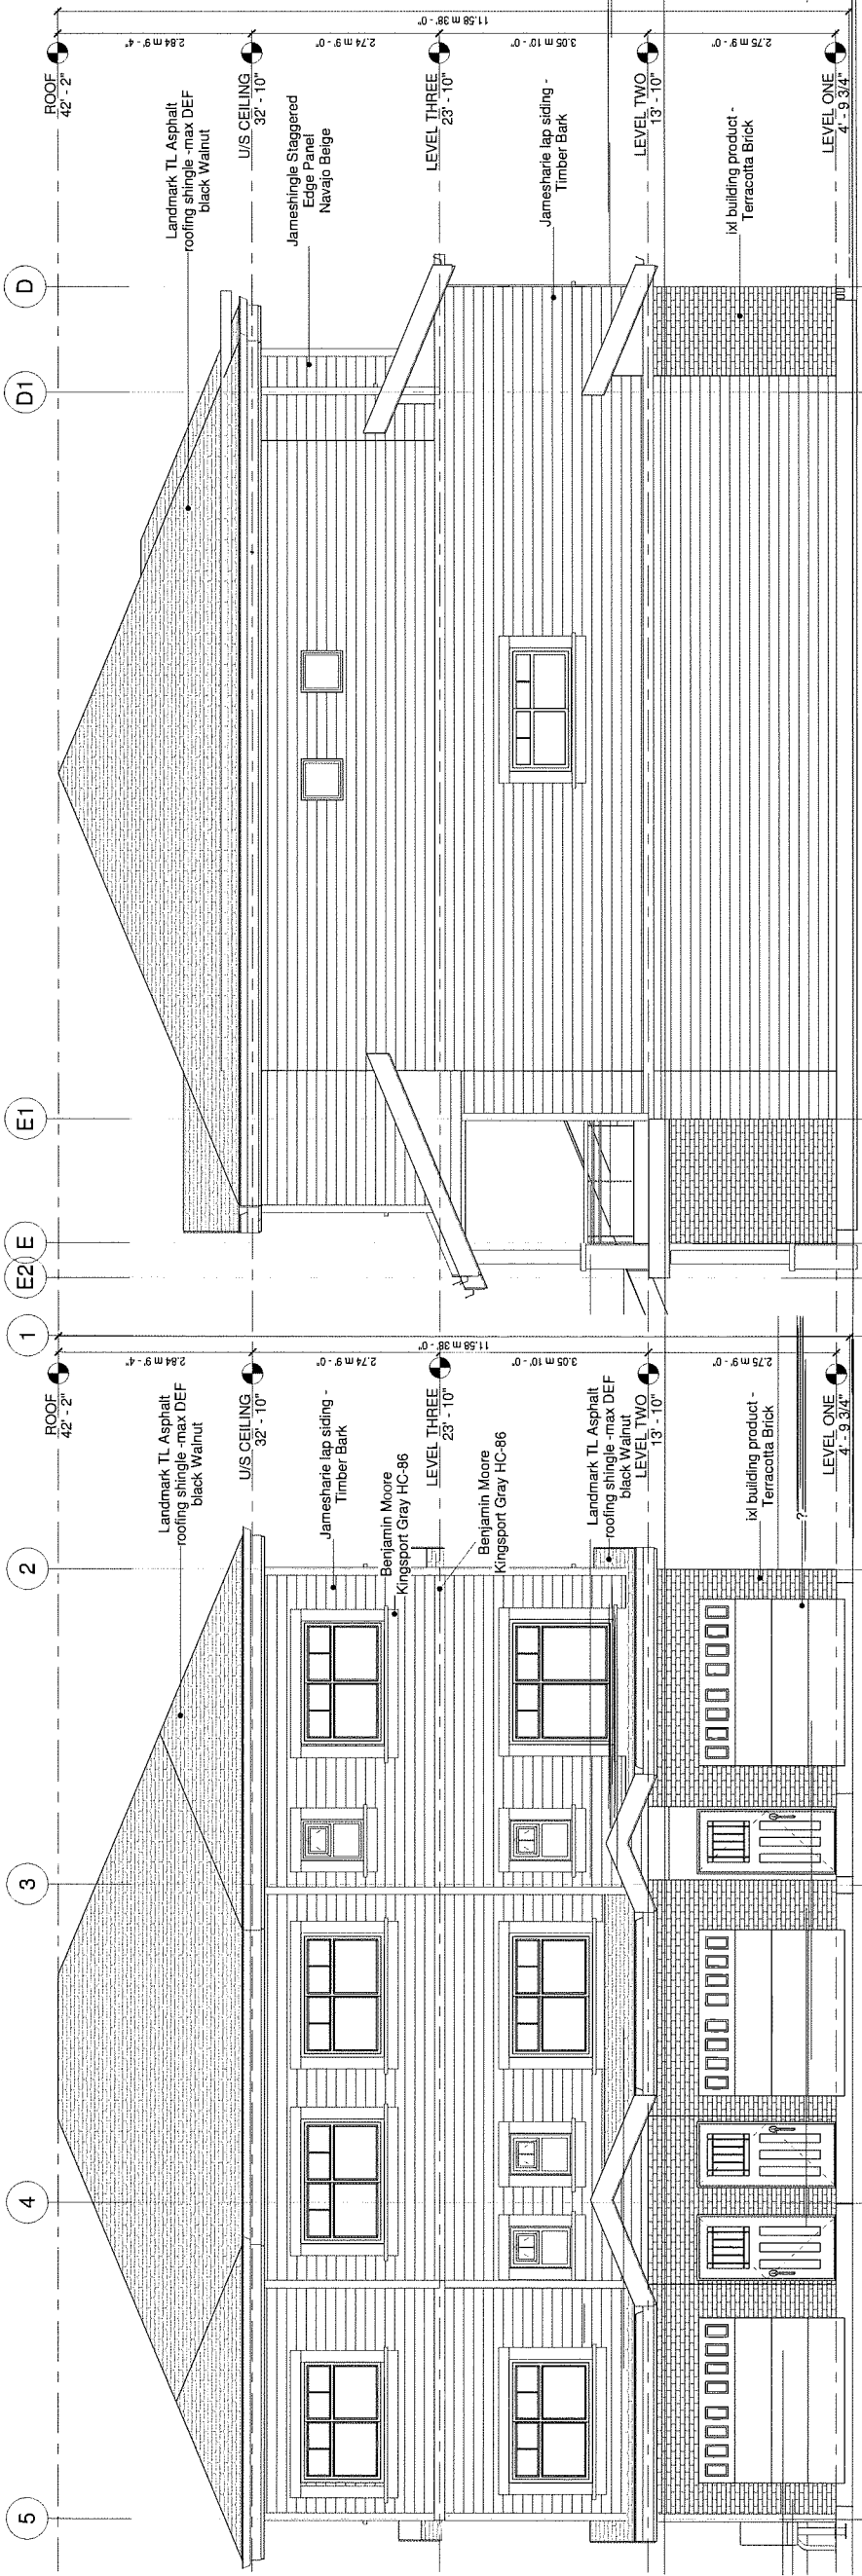 5
4
3
2
1
ROOF
42' - 2"
Landmark TL Asphalt
roofing shingle -max DEF
black Walnut
2.84 m 9' - 4"
U/S CEILING
32' - 10"
Jamesharie lap siding -
Timber Bark
2.74 m 9' - 0"
Benjamin Moore
Kingsport Gray HC-86
LEVEL THREE
23' - 10"
11.58 m 38' - 0"
Benjamin Moore
Kingsport Gray HC-86
3.05 m 10' - 0"
Landmark TL Asphalt
roofing shingle -max DEF
black Walnut
LEVEL TWO
13' - 10"
2.75 m 9' - 0"
ixl building product -
Terracotta Brick
?
LEVEL ONE
4' - 9 3/4"
E2
E
E1
D1
D
ROOF
42' - 2"
Landmark TL Asphalt
roofing shingle -max DEF
black Walnut
2.84 m 9' - 4"
U/S CEILING
32' - 10"
Jameshingle Staggered
Edge Panel
Navajo Beige
2.74 m 9' - 0"
LEVEL THREE
23' - 10"
11.58 m 38' - 0"
Jamesharie lap siding -
Timber Bark
3.05 m 10' - 0"
LEVEL TWO
13' - 10"
ixl building product -
Terracotta Brick
2.75 m 9' - 0"
LEVEL ONE
4' - 9 3/4"